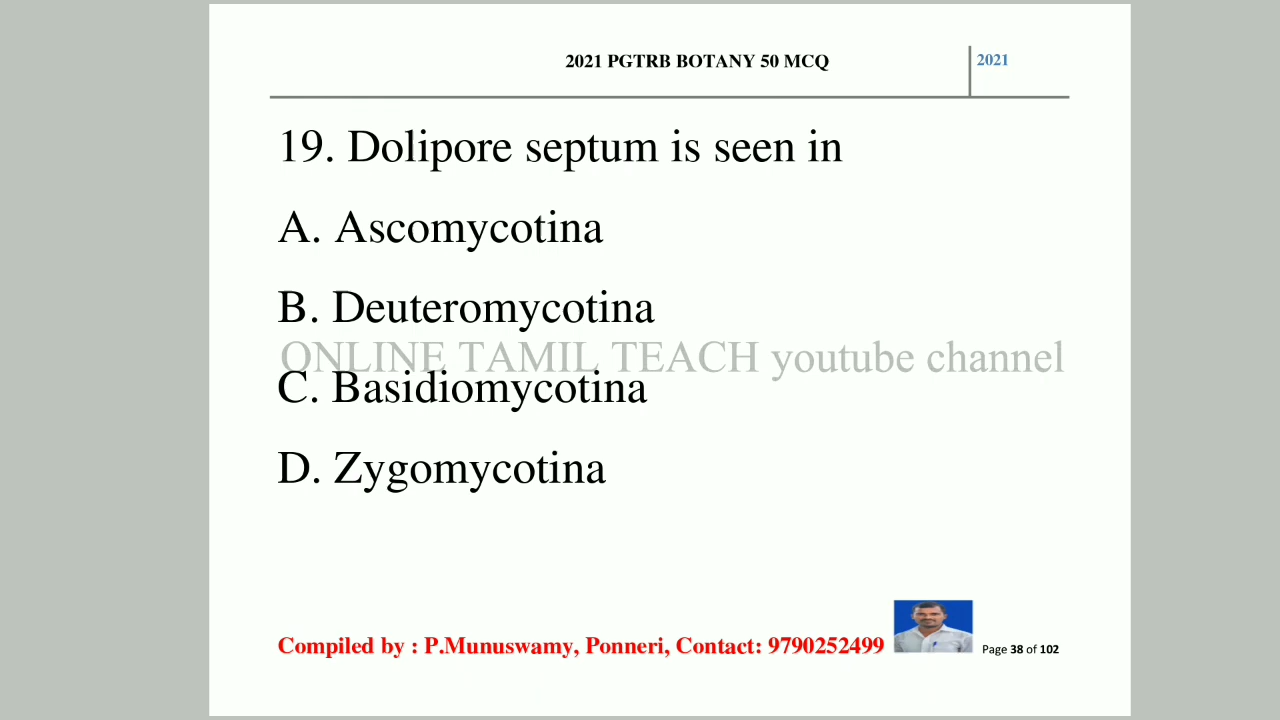 2021 PGTRB BOTANY 50 MCQ
2021
19. Dolipore septum is seen in
A. Ascomycotina
B. Deuteromycotina
ONLINE TAMIL TEACH youtube channel
C. Basidiomycotina
D. Zygomycotina
Compiled by : P.Munuswamy, Ponneri, Contact: 9790252499
Page 38 of 102